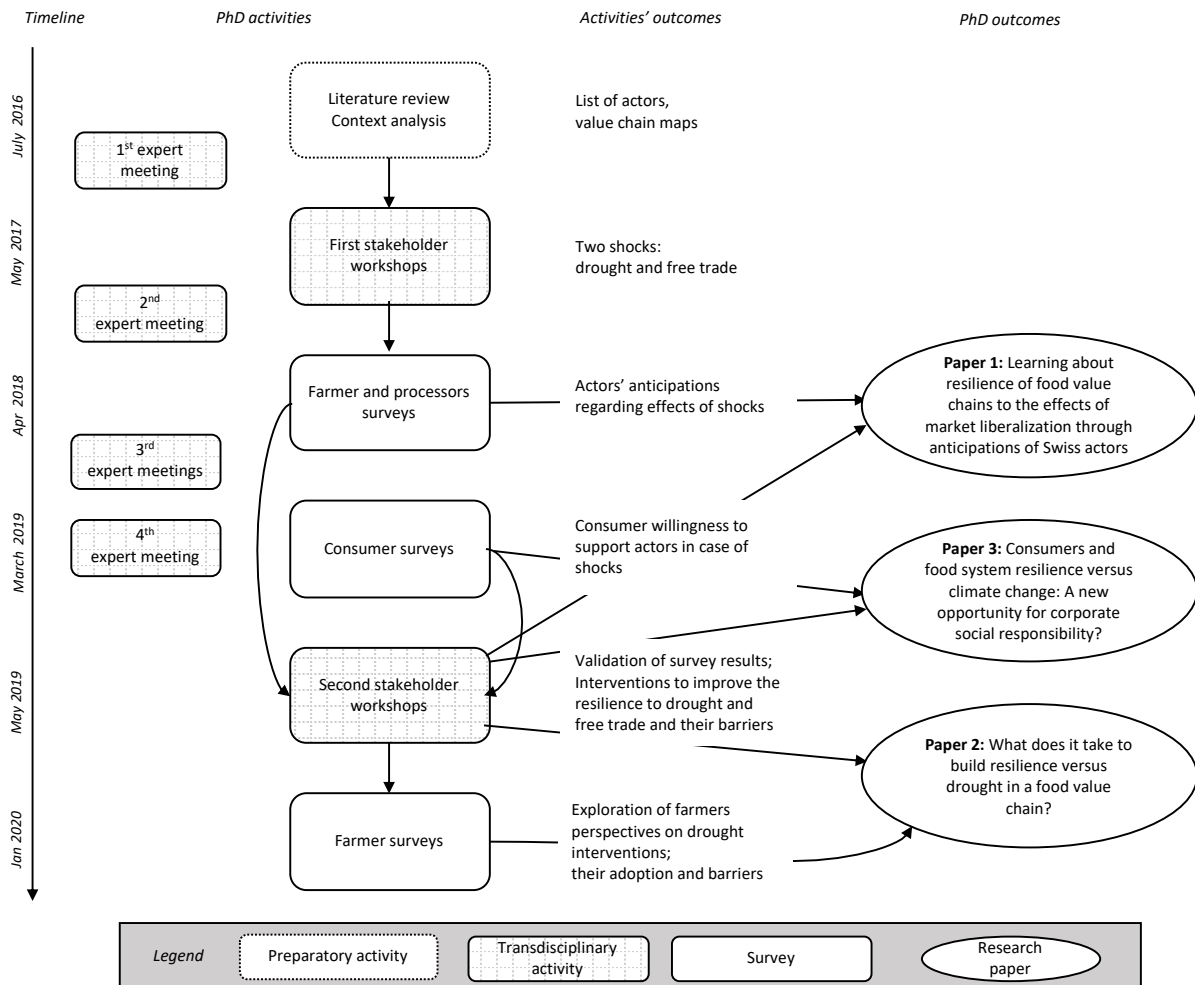 Timeline
PhD activities
Activities' outcomes
PhD outcomes
July 2016
May 2017
Apr 2018
March 2019
May 2019
Jan 2020
1st expert
meeting
2nd
expert meeting
3rd
expert meetings
4th
expert meeting
Literature review
Context analysis
First stakeholder
workshops
Farmer and processors
surveys
Consumer surveys
Second stakeholder
workshops
Farmer surveys
List of actors,
value chain maps
Two shocks:
drought and free trade
Actors' anticipations
regarding effects of shocks
Consumer willingness to
support actors in case of
shocks
Validation of survey results;
Interventions to improve the
resilience to drought and
free trade and their barriers
Exploration of farmers
perspectives on drought
interventions;
their adoption and barriers
Paper 1: Learning about
resilience of food value
chains to the effects of
market liberalization through
anticipations of Swiss actors
Paper 3: Consumers and
food system resilience versus
climate change: A new
opportunity for corporate
social responsibility?
Paper 2: What does it take to
build resilience versus
drought in a food value
chain?
Legend
Preparatory activity
Transdisciplinary
activity
Survey
Research
paper